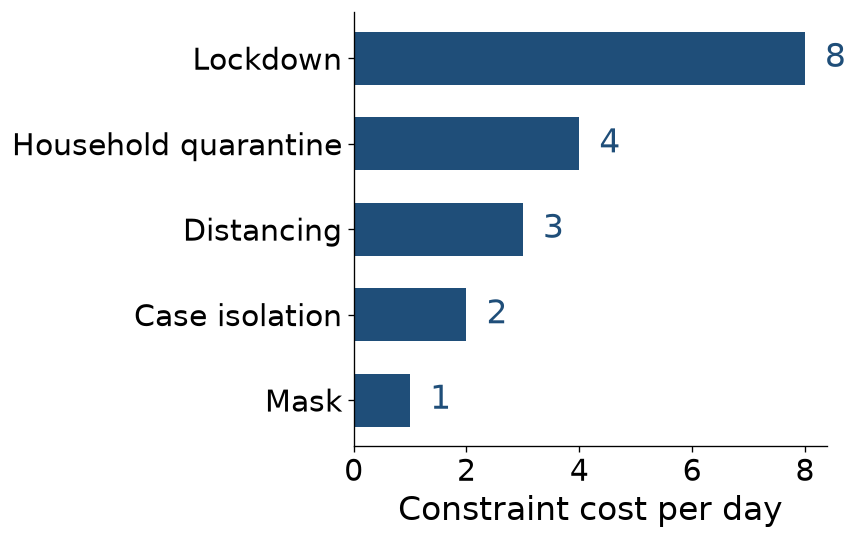 Lockdown 8
Household quarantine 4
Distancing 3
Case isolation 2
Mask 1
0 2 4 6 8
Constraint cost per day